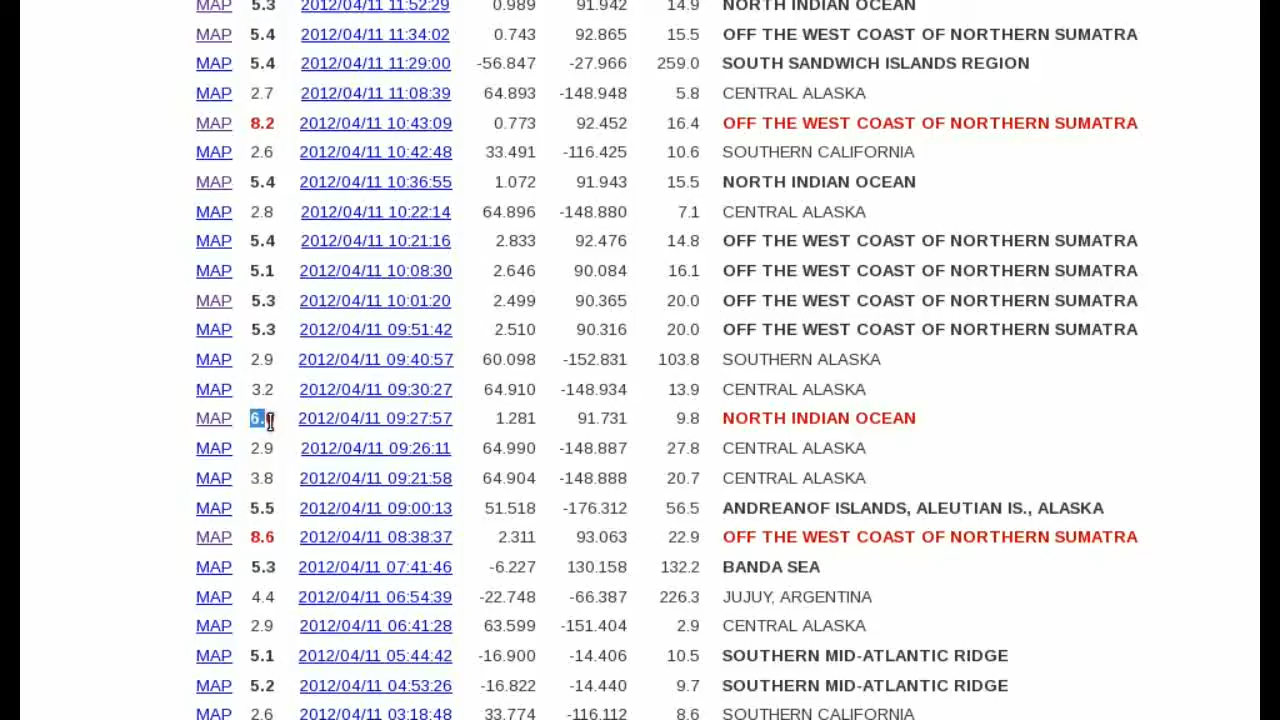 MAP 5.3 2012/04/11 11:52:29 0.989 91.942 14.9 NORTH INDIAN OCEAN
MAP 5.4 2012/04/11 11:34:02 0.743 92.865 15.5 OFF THE WEST COAST OF NORTHERN SUMATRA
MAP 5.4 2012/04/11 11:29:00 -56.847 -27.966 259.0 SOUTH SANDWICH ISLANDS REGION
MAP 2.7 2012/04/11 11:08:39 64.893 -148.948 5.8 CENTRAL ALASKA
MAP 8.2 2012/04/11 10:43:09 0.773 92.452 16.4 OFF THE WEST COAST OF NORTHERN SUMATRA
MAP 2.6 2012/04/11 10:42:48 33.491 -116.425 10.6 SOUTHERN CALIFORNIA
MAP 5.4 2012/04/11 10:36:55 1.072 91.943 15.5 NORTH INDIAN OCEAN
MAP 2.8 2012/04/11 10:22:14 64.896 -148.880 7.1 CENTRAL ALASKA
MAP 5.4 2012/04/11 10:21:16 2.833 92.476 14.8 OFF THE WEST COAST OF NORTHERN SUMATRA
MAP 5.1 2012/04/11 10:08:30 2.646 90.084 16.1 OFF THE WEST COAST OF NORTHERN SUMATRA
MAP 5.3 2012/04/11 10:01:20 2.499 90.365 20.0 OFF THE WEST COAST OF NORTHERN SUMATRA
MAP 5.3 2012/04/11 09:51:42 2.510 90.316 20.0 OFF THE WEST COAST OF NORTHERN SUMATRA
MAP 2.9 2012/04/11 09:40:57 60.098 -152.831 103.8 SOUTHERN ALASKA
MAP 3.2 2012/04/11 09:30:27 64.910 -148.934 13.9 CENTRAL ALASKA
MAP 2012/04/11 09:27:57 1.281 91.731 9.8 NORTH INDIAN OCEAN
MAP 2.9 2012/04/11 09:26:11 64.990 -148.887 27.8 CENTRAL ALASKA
MAP 3.8 2012/04/11 09:21:58 64.904 -148.888 20.7 CENTRAL ALASKA
MAP 5.5 2012/04/11 09:00:13 51.518 -176.312 56.5 ANDREANOF ISLANDS, ALEUTIAN IS., ALASKA
MAP 8.6 2012/04/11 08:38:37 2.311 93.063 22.9 OFF THE WEST COAST OF NORTHERN SUMATRA
MAP 5.3 2012/04/11 07:41:46 -6.227 130.158 132.2 BANDA SEA
MAP 4.4 2012/04/11 06:54:39 -22.748 -66.387 226.3 JUJUY, ARGENTINA
MAP 2.9 2012/04/11 06:41:28 63.599 -151.404 2.9 CENTRAL ALASKA
MAP 5.1 2012/04/11 05:44:42 -16.900 -14.406 10.5 SOUTHERN MID-ATLANTIC RIDGE
MAP 5.2 2012/04/11 04:53:26 -16.822 -14.440 9.7 SOUTHERN MID-ATLANTIC RIDGE
MAP 2.6 2012/04/11 03:18:48 33.774 -116.112 8.6 SOUTHERN CALIFORNIA